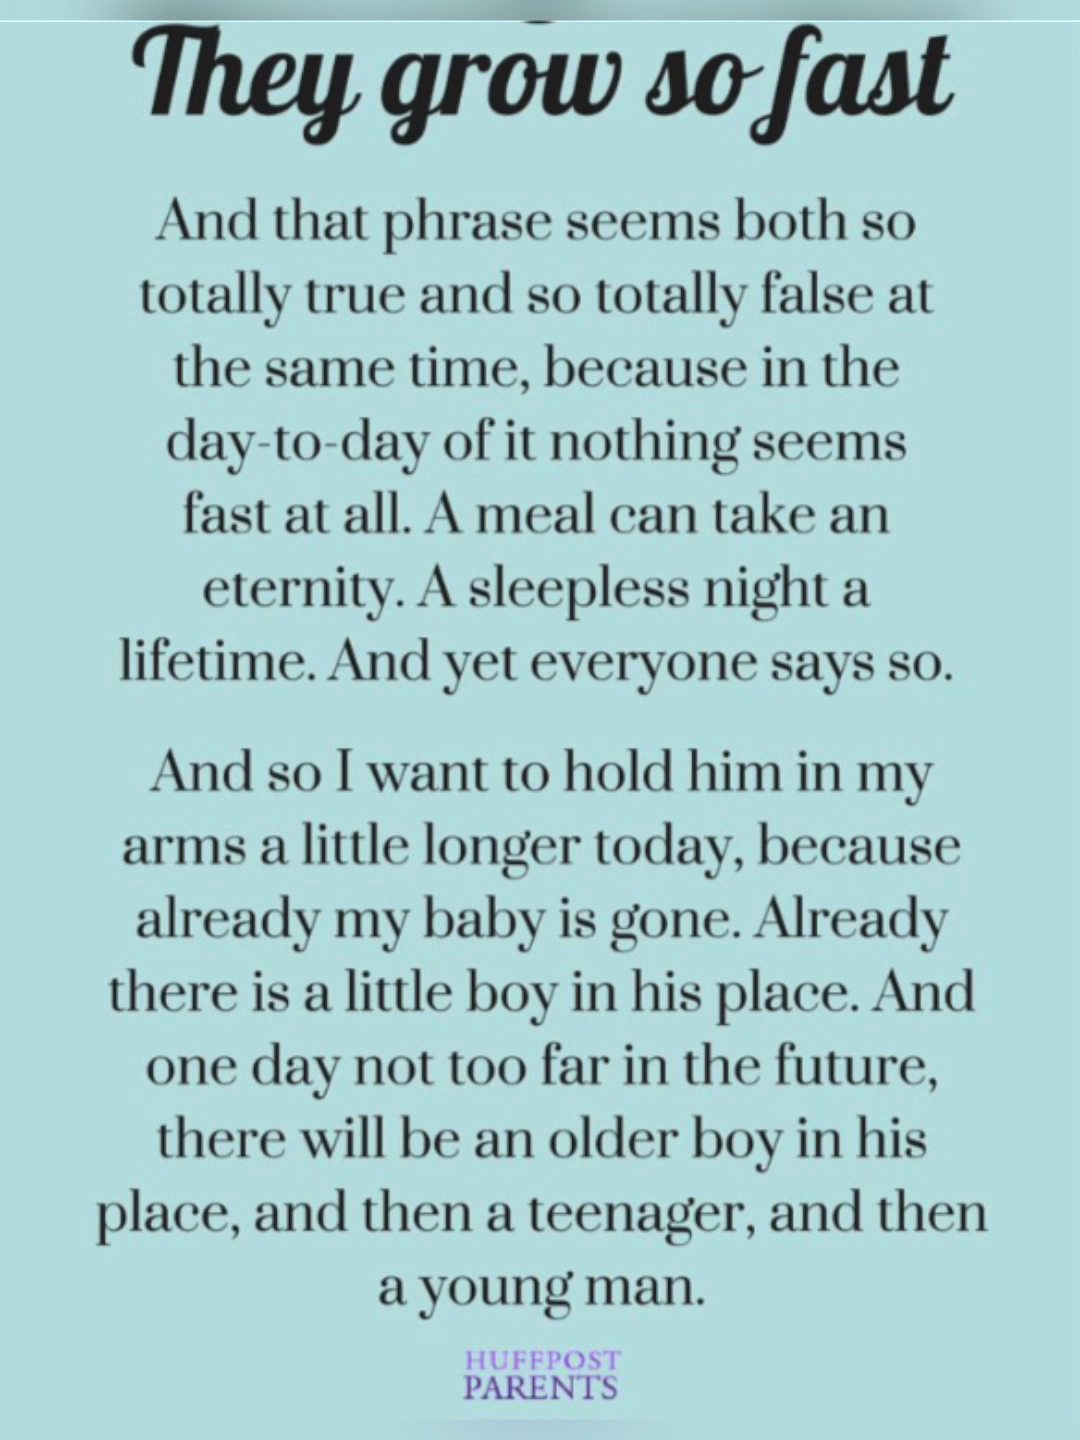 They grow so fast
And that phrase seems both so
totally true and so totally false at
the same time, because in the
day-to-day of it nothing seems
fast at all. A meal can take an
eternity. A sleepless night a
lifetime. And yet everyone says so.
And so I want to hold him in my
arms a little longer today, because
already my baby is gone. Already
there is a little boy in his place. And
one day not too far in the future,
there will be an older boy in his
place, and then a teenager, and then
a young man.
HUFFPOST
PARENTS